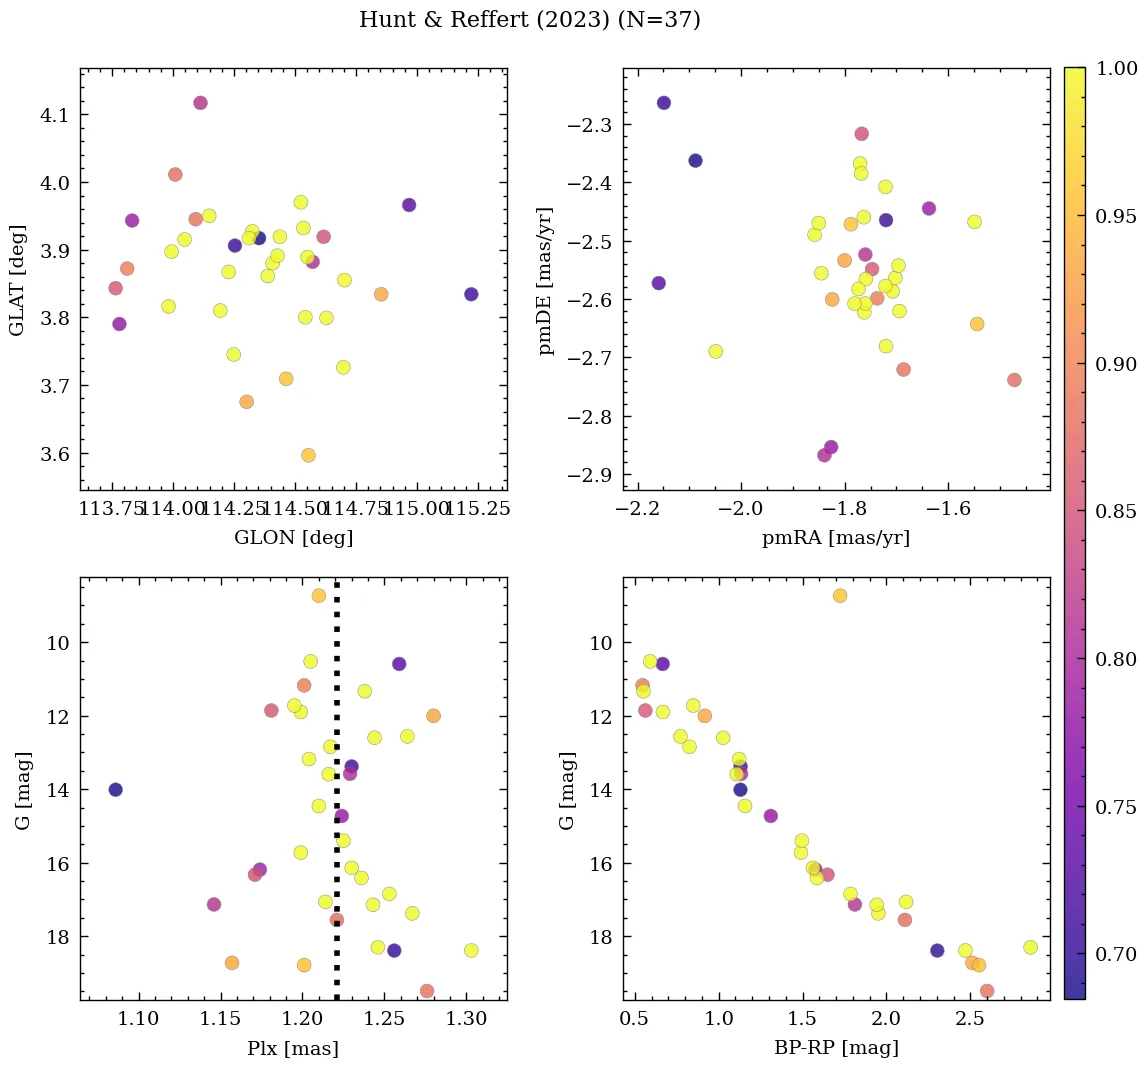 Hunt & Reffert (2023) (N=37)
4.1
4.0
3.9
3.8
3.7
3.6
GLAT [deg]
113.75 114.00 114.25 114.50 114.75 115.00 115.25
GLON [deg]
−2.3
−2.4
−2.5
−2.6
−2.7
−2.8
−2.9
pmDE [mas/yr]
−2.2 −2.0 −1.8 −1.6
pmRA [mas/yr]
1.00
0.95
0.90
0.85
0.80
0.75
0.70
10
12
14
16
18
G [mag]
1.10 1.15 1.20 1.25 1.30
Plx [mas]
10
12
14
16
18
G [mag]
0.5 1.0 1.5 2.0 2.5
BP-RP [mag]